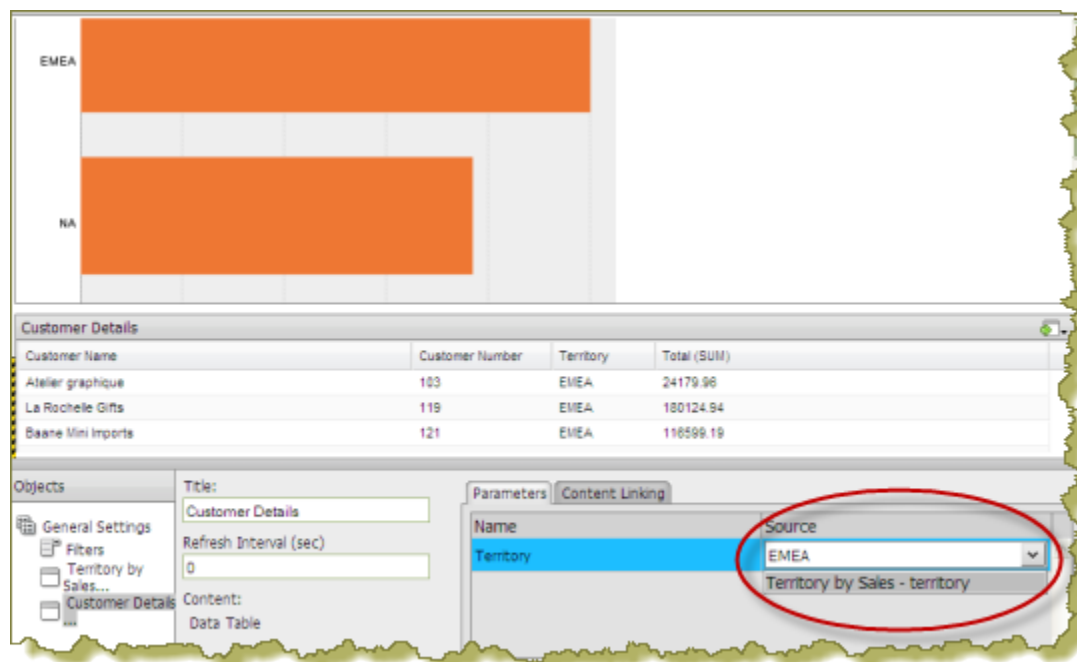 EMEA
NA
Customer Details
Customer Name Customer Number Territory Total (SUM)
Atelier graphique 103 EMEA 24179.96
La Rochelle Gifts 119 EMEA 180124.94
Baane Mini Imports 121 EMEA 116599.19
Objects
General Settings
Filters
Territory by
Sales...
Customer Details
...
Title:
Customer Details
Refresh Interval (sec)
0
Content:
Data Table
Parameters Content Linking
Name Source
Territory EMEA
Territory by Sales - territory